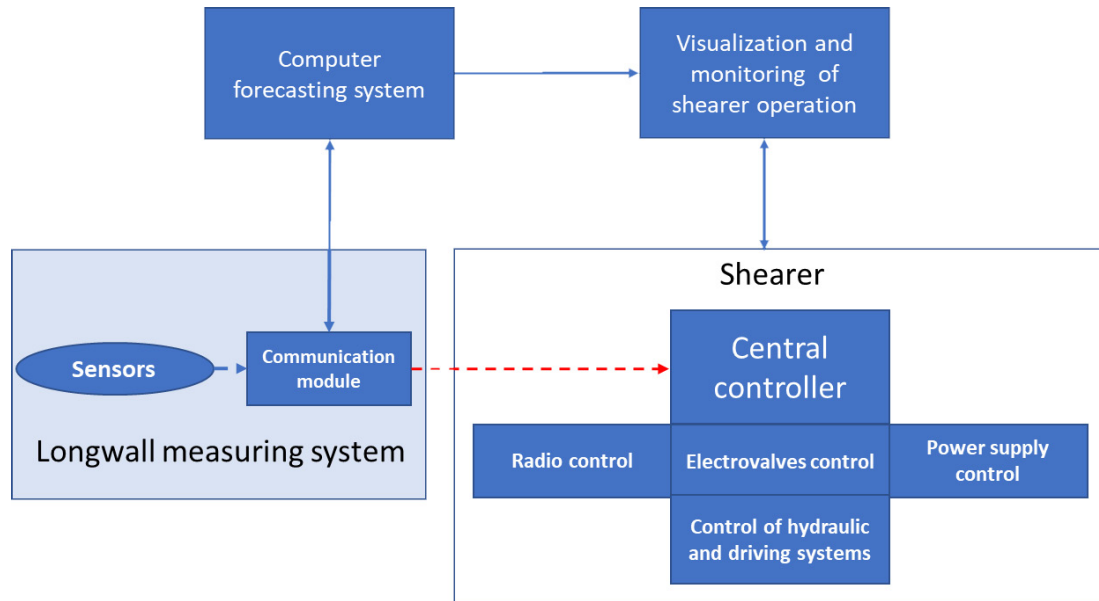 Computer
forecasting system
Visualization and
monitoring of
shearer operation
Shearer
Sensors
Communication
module
Longwall measuring system
Central
controller
Radio control
Electrovalves control
Power supply
control
Control of hydraulic
and driving systems